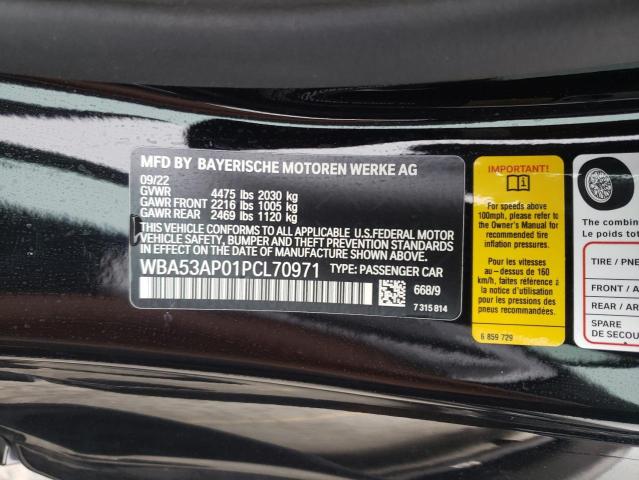 MFD BY BAYERISCHE MOTOREN WERKE AG
09/22
GVWR 4475 lbs 2030 kg
GAWR FRONT 2216 lbs 1005 kg
GAWR REAR 2469 lbs 1120 kg
THIS VEHICLE CONFORMS TO ALL APPLICABLE U.S.FEDERAL MOTOR
VEHICLE SAFETY, BUMPER, AND THEFT PREVENTION STANDARDS
IN EFFECT ON THE DATE OF MANUFACTURE SHOWN ABOVE.
WBA53AP01PCL70971 TYPE: PASSENGER CAR
668/9
7 315 814
IMPORTANT!
For speeds above
100mph, please refer to
the Owner's Manual for
recommended tire
inflation pressures.
Pour les vitesses au
-dessus de 160 km/
h, faites référence à
la notice d'utilisation
pour les pressions des
pneus.
6 859 729
The combine
Le poids tot
TIRE / PNE
FRONT / A
REAR / AR
SPARE
DE SECOU